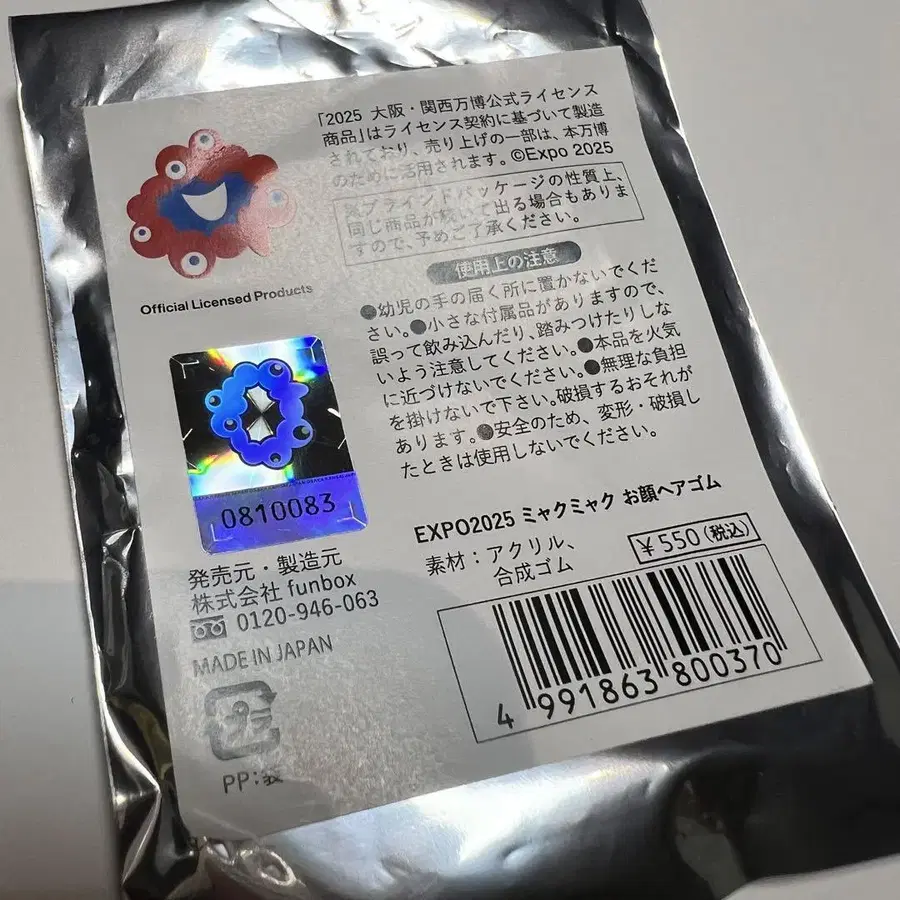 「2025 大阪・関西万博公式ライセンス
商品」はライセンス契約に基づいて製造
されており、売り上げの一部は、本万博
のために活用されます。©Expo 2025
※ブラインドパッケージの性質上、
同じ商品が続いて出る場合もありま
すので、予めご了承ください。
Official Licensed Products
使用上の注意
●幼児の手の届く所に置かないでくだ
さい。●小さな付属品がありますので、
誤って飲み込んだり、踏みつけたりしな
いよう注意してください。●本品を火気
に近づけないでください。●無理な負担
を掛けないで下さい。破損するおそれが
あります。●安全のため、変形・破損し
たときは使用しないでください。
0810083
発売元・製造元
株式会社 funbox
0120-946-063
MADE IN JAPAN
プラ
PP:袋
EXPO2025 ミャクミャク お顔ヘアゴム
素材：アクリル、
合成ゴム
¥550(税込)
4 991863 800370